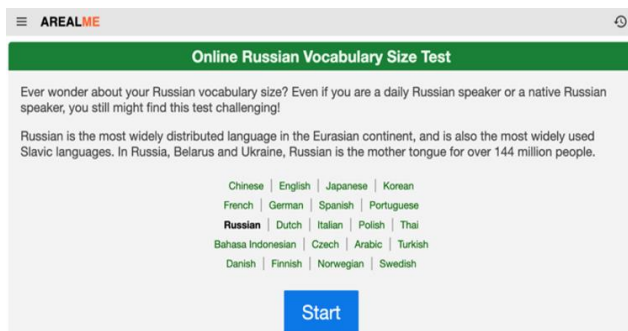 AREALME
Online Russian Vocabulary Size Test
Ever wonder about your Russian vocabulary size? Even if you are a daily Russian speaker or a native Russian
speaker, you still might find this test challenging!
Russian is the most widely distributed language in the Eurasian continent, and is also the most widely used
Slavic languages. In Russia, Belarus and Ukraine, Russian is the mother tongue for over 144 million people.
Chinese | English | Japanese | Korean
French | German | Spanish | Portuguese
Russian | Dutch | Italian | Polish | Thai
Bahasa Indonesian | Czech | Arabic | Turkish
Danish | Finnish | Norwegian | Swedish
Start